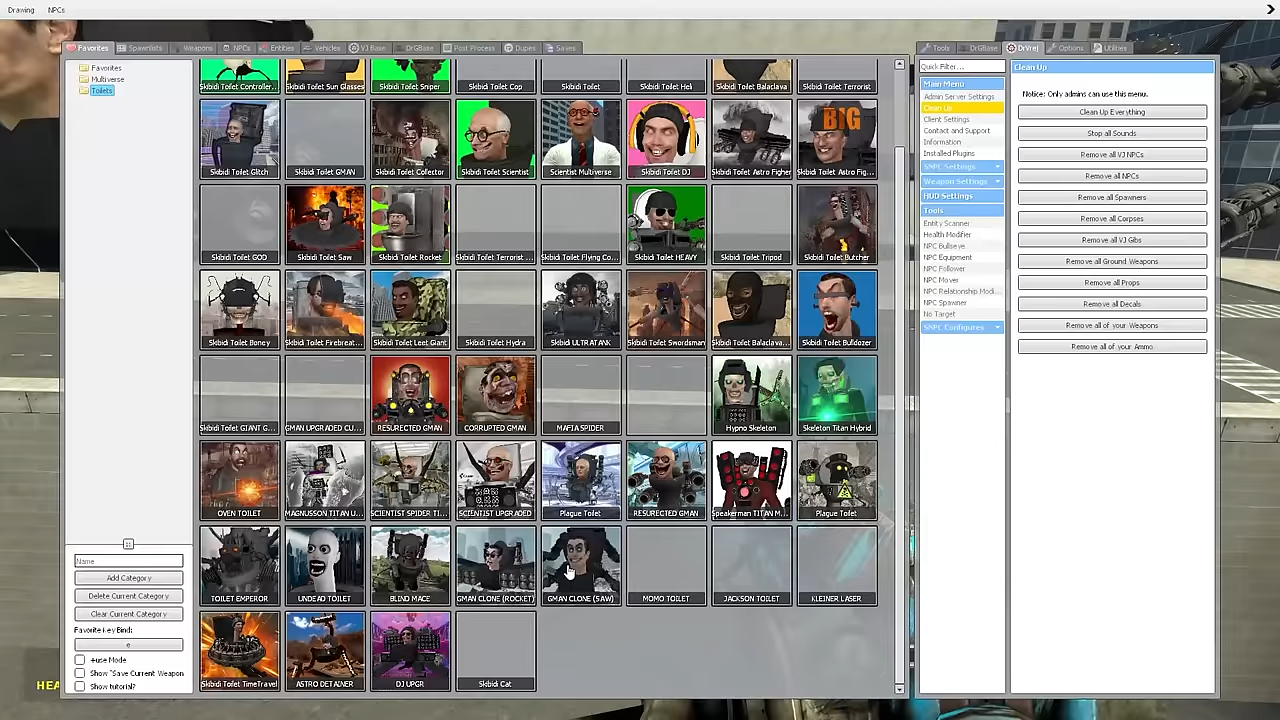 Drawing NPCs
Favorites Spawnlists Weapons NPCs Entities Vehicles VJ Base DrGBase Post Process Dupes Saves
Favorites
Multiverse
Toilets
Skibidi Toilet Controller... Skibidi Toilet Sun Glasses Skibidi Toilet Sniper Skibidi Toilet Cop Skibidi Toilet Skibidi Toilet Heli Skibidi Toilet Balaclava Skibidi Toilet Terrorist
BIG
Skibidi Toilet Glitch Skibidi Toilet GMAN Skibidi Toilet Collector Skibidi Toilet Scientist Scientist Multiverse Skibidi Toilet DJ Skibidi Toilet Astro Figher Skibidi Toilet Astro Fig...
Skibidi Toilet GOD Skibidi Toilet Saw Skibidi Toilet Rocket Skibidi Toilet Terrorist ... Skibidi Toilet Flying Co... Skibidi Toilet HEAVY Skibidi Toilet Tripod Skibidi Toilet Butcher
Skibidi Toilet Boney Skibidi Toilet Firebreat... Skibidi Toilet Leet Giant Skibidi Toilet Hydra Skibidi ULTRATANK Skibidi Toilet Swordsman Skibidi Toilet Balaclava... Skibidi Toilet Bulldozer
Skibidi Toilet GIANT G... GMAN UPGRADED CU... RESURECTED GMAN CORRUPTED GMAN MAFIA SPIDER Hypno Skeleton Skeleton Titan Hybrid
OVEN TOILET MAGNUSSON TITAN U... SCIENTIST SPIDER TI... SCIENTIST UPGRADED Plague Toilet RESURECTED GMAN Speakerman TITAN M... Plague Toilet
TOILET EMPEROR UNDEAD TOILET BLIND MACE GMAN CLONE (ROCKET) GMAN CLONE (SAW) MOMO TOILET JACKSON TOILET KLEINER LASER
Skibidi Toilet TimeTravel ASTRO DETAINER DJ UPGR Skibidi Cat
Name
Add Category
Delete Current Category
Clear Current Category
Favorite Key Bind:
e
+use Mode
Show "Save Current Weapon
Show tutorial?
HEA
Tools DrGBase DrVrej Options Utilities
Quick Filter...
Main Menu
Admin Server Settings
Clean Up
Client Settings
Contact and Support
Information
Installed Plugins
SNPC Settings
Weapon Settings
HUD Settings
Tools
Entity Scanner
Health Modifier
NPC Bullseye
NPC Equipment
NPC Follower
NPC Mover
NPC Relationship Modi...
NPC Spawner
No Target
SNPC Configures
Clean Up
Notice: Only admins can use this menu.
Clean Up Everything
Stop all Sounds
Remove all VJ NPCs
Remove all NPCs
Remove all Spawners
Remove all Corpses
Remove all VJ Gibs
Remove all Ground Weapons
Remove all Props
Remove all Decals
Remove all of your Weapons
Remove all of your Ammo